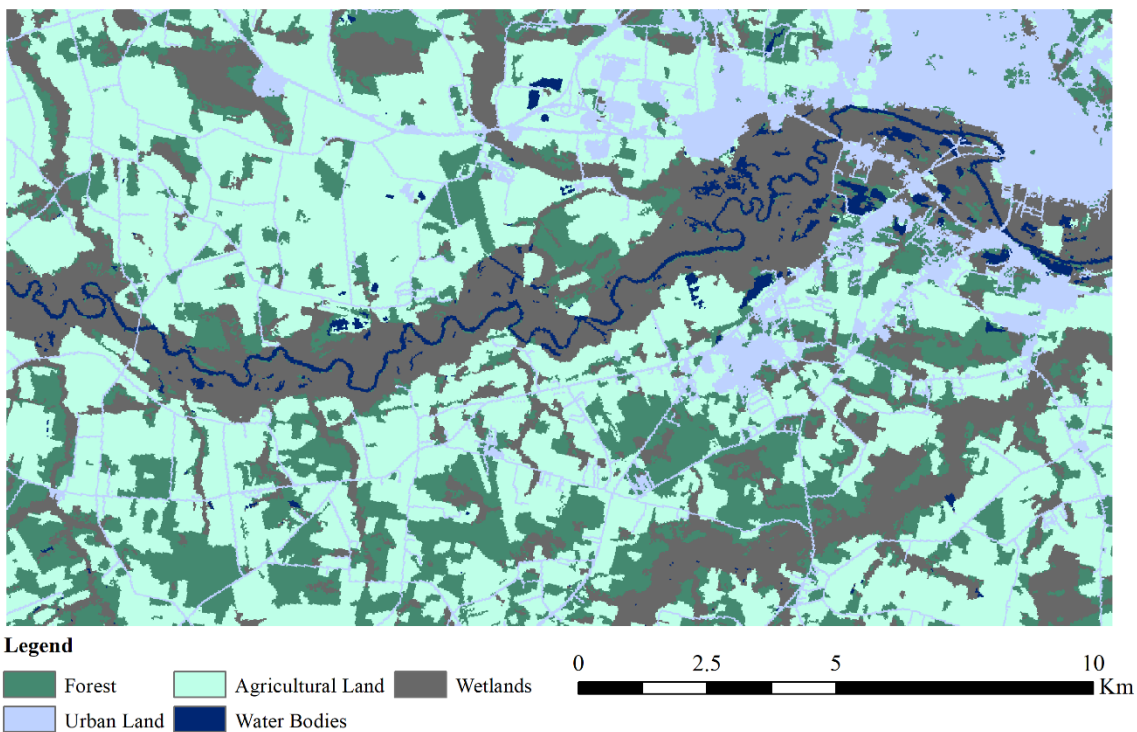 Legend
Forest Agricultural Land Wetlands
Urban Land Water Bodies
0 2.5 5 10
Km